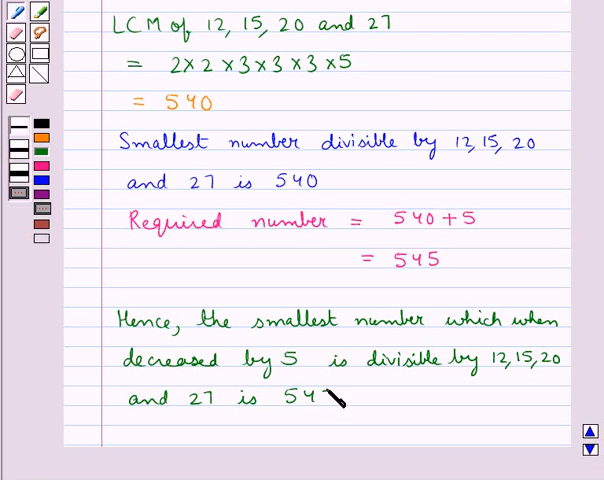 LCM of 12, 15, 20 and 27
= 2×2×3×3×3×5
= 540
Smallest number divisible by 12, 15, 20
and 27 is 540
Required number = 540+5
= 545
Hence, the smallest number which when
decreased by 5 is divisible by 12, 15, 20
and 27 is 54